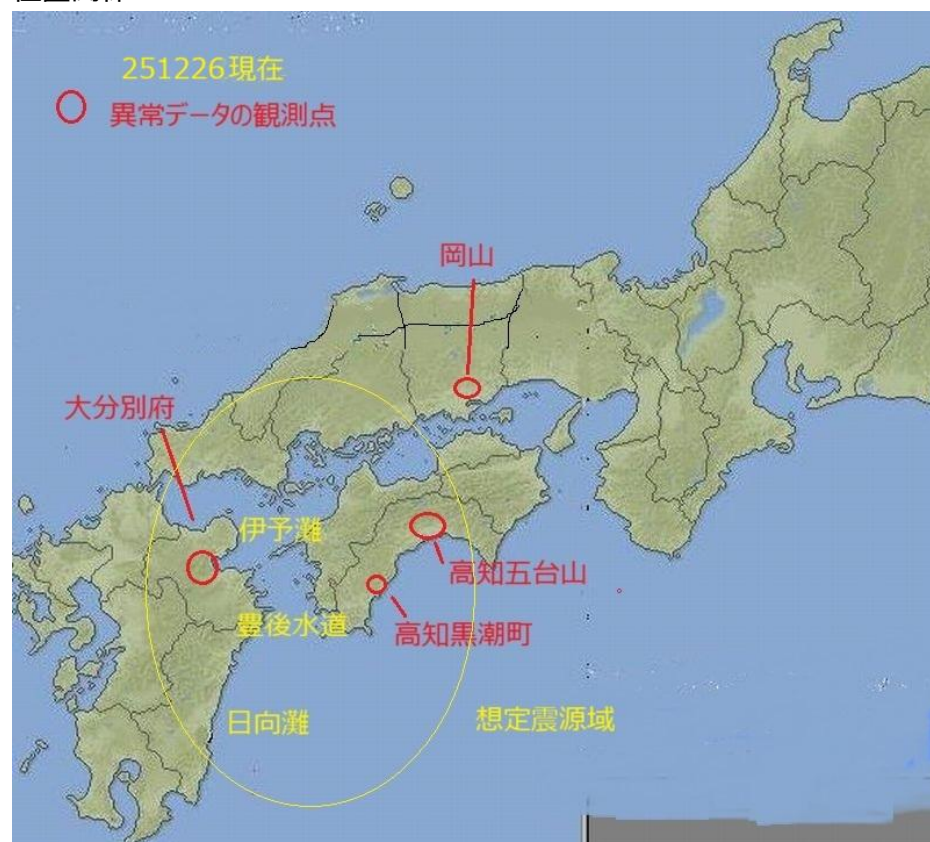 251226現在
異常データの観測点
岡山
大分別府
伊予灘
高知五台山
豊後水道
高知黒潮町
日向灘
想定震源域